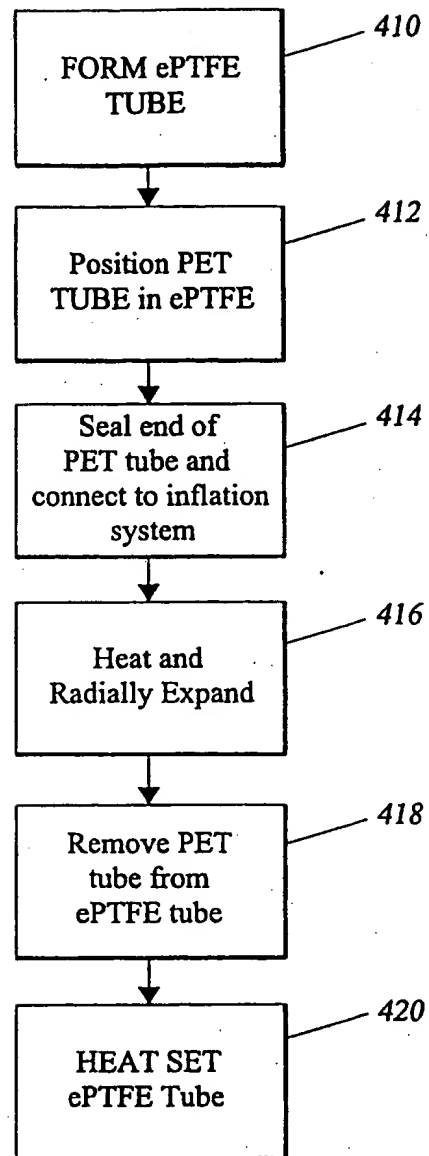 410
FORM ePTFE
TUBE
412
Position PET
TUBE in ePTFE
414
Seal end of
PET tube and
connect to inflation
system
416
Heat and
Radially Expand
418
Remove PET
tube from
ePTFE tube
420
HEAT SET
ePTFE Tube